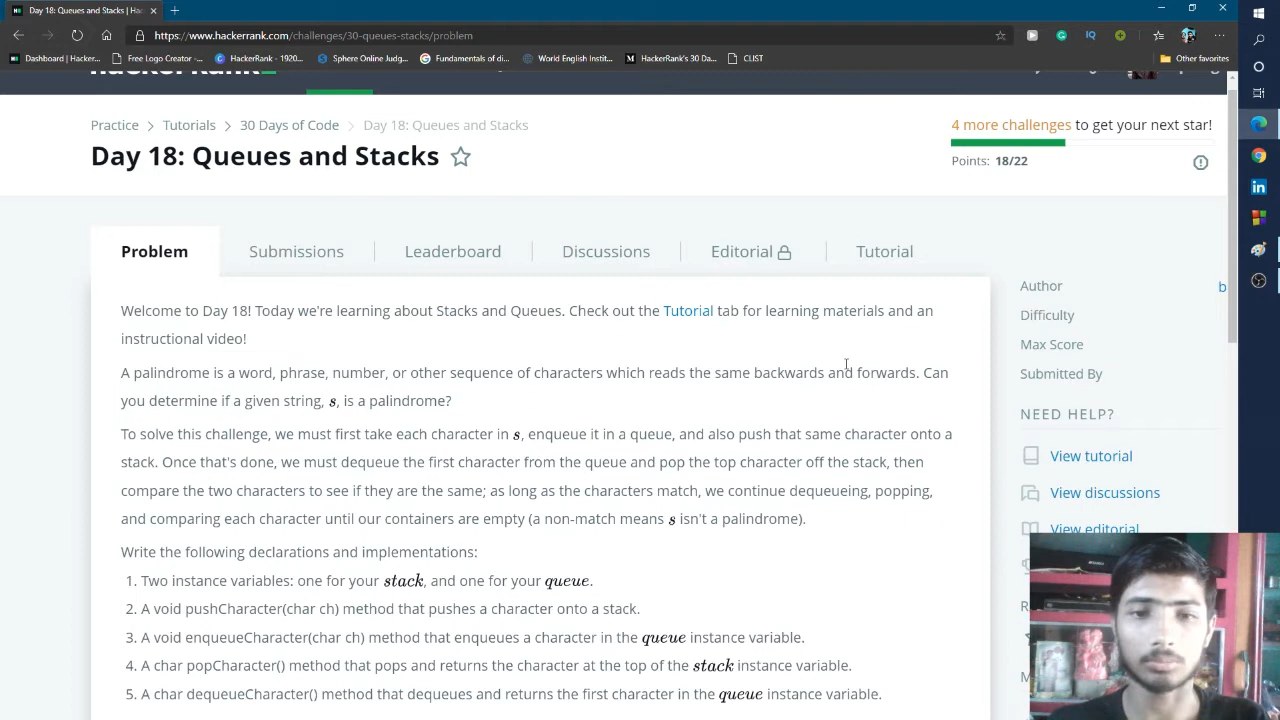 Day 18: Queues and Stacks | Hac
https://www.hackerrank.com/challenges/30-queues-stacks/problem
Dashboard | Hacker...
Free Logo Creator -...
HackerRank - 1920...
Sphere Online Judg...
Fundamentals of di...
World English Instit...
HackerRank's 30 Da...
CLIST
Other favorites
Practice > Tutorials > 30 Days of Code > Day 18: Queues and Stacks
4 more challenges to get your next star!
Day 18: Queues and Stacks
Points: 18/22
Problem
Submissions
Leaderboard
Discussions
Editorial
Tutorial
Welcome to Day 18! Today we're learning about Stacks and Queues. Check out the Tutorial tab for learning materials and an
instructional video!
A palindrome is a word, phrase, number, or other sequence of characters which reads the same backwards and forwards. Can
you determine if a given string, s, is a palindrome?
To solve this challenge, we must first take each character in s, enqueue it in a queue, and also push that same character onto a
stack. Once that's done, we must dequeue the first character from the queue and pop the top character off the stack, then
compare the two characters to see if they are the same; as long as the characters match, we continue dequeueing, popping,
and comparing each character until our containers are empty (a non-match means s isn't a palindrome).
Write the following declarations and implementations:
1. Two instance variables: one for your stack, and one for your queue.
2. A void pushCharacter(char ch) method that pushes a character onto a stack.
3. A void enqueueCharacter(char ch) method that enqueues a character in the queue instance variable.
4. A char popCharacter() method that pops and returns the character at the top of the stack instance variable.
5. A char dequeueCharacter() method that dequeues and returns the first character in the queue instance variable.
Author
b
Difficulty
Max Score
Submitted By
NEED HELP?
View tutorial
View discussions
View editorial
R
M